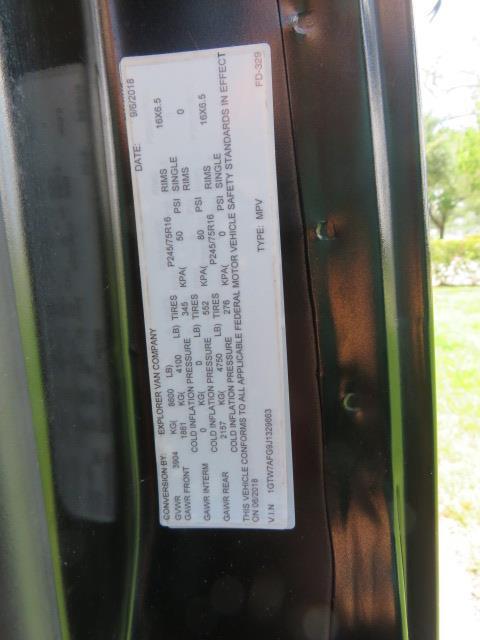 CONVERSION BY: EXPLORER VAN COMPANY DATE: 9/6/2018
GVWR 3904 KG( 8600 LB)
GAWR FRONT 1861 KG( 4100 LB) TIRES P245/75R16 RIMS 16X6.5
COLD INFLATION PRESSURE 345 KPA( 50 PSI SINGLE
GAWR INTERM 0 KG( 0 LB) TIRES RIMS 0
COLD INFLATION PRESSURE 552 KPA( 80 PSI
GAWR REAR 2157 KG( 4750 LB) TIRES P245/75R16 RIMS 16X6.5
COLD INFLATION PRESSURE 276 KPA( 0 PSI SINGLE
THIS VEHICLE CONFORMS TO ALL APPLICABLE FEDERAL MOTOR VEHICLE SAFETY STANDARDS IN EFFECT
ON 06/2018
V.I.N 1GTW7AFG9J1329663 TYPE: MPV FD-329